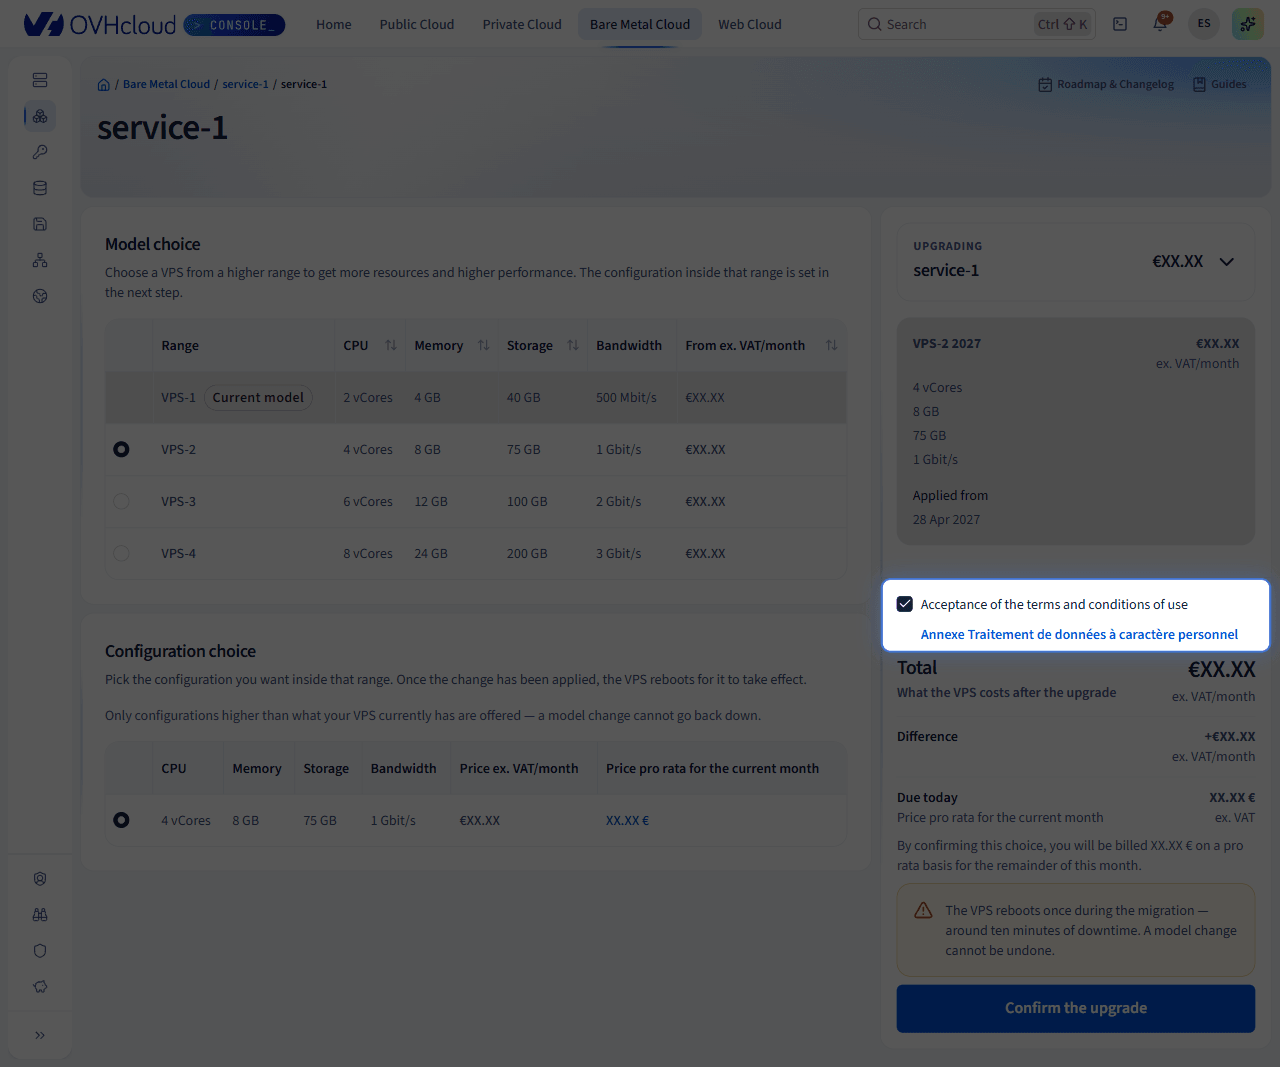 OVHcloud
> CONSOLE_
Home
Public Cloud
Private Cloud
Bare Metal Cloud
Web Cloud
Search
Ctrl ⇧ K
9+
ES
/ Bare Metal Cloud / service-1 / service-1
Roadmap & Changelog
Guides
service-1
Model choice
Choose a VPS from a higher range to get more resources and higher performance. The configuration inside that range is set in
the next step.
Range CPU Memory Storage Bandwidth From ex. VAT/month
VPS-1 Current model 2 vCores 4 GB 40 GB 500 Mbit/s €XX.XX
VPS-2 4 vCores 8 GB 75 GB 1 Gbit/s €XX.XX
VPS-3 6 vCores 12 GB 100 GB 2 Gbit/s €XX.XX
VPS-4 8 vCores 24 GB 200 GB 3 Gbit/s €XX.XX
Configuration choice
Pick the configuration you want inside that range. Once the change has been applied, the VPS reboots for it to take effect.
Only configurations higher than what your VPS currently has are offered — a model change cannot go back down.
CPU Memory Storage Bandwidth Price ex. VAT/month Price pro rata for the current month
4 vCores 8 GB 75 GB 1 Gbit/s €XX.XX XX.XX €
UPGRADING
service-1 €XX.XX
VPS-2 2027 €XX.XX
ex. VAT/month
4 vCores
8 GB
75 GB
1 Gbit/s
Applied from
28 Apr 2027
Acceptance of the terms and conditions of use
Annexe Traitement de données à caractère personnel
Total €XX.XX
What the VPS costs after the upgrade ex. VAT/month
Difference +€XX.XX
ex. VAT/month
Due today XX.XX €
Price pro rata for the current month ex. VAT
By confirming this choice, you will be billed XX.XX € on a pro
rata basis for the remainder of this month.
The VPS reboots once during the migration —
around ten minutes of downtime. A model change
cannot be undone.
Confirm the upgrade